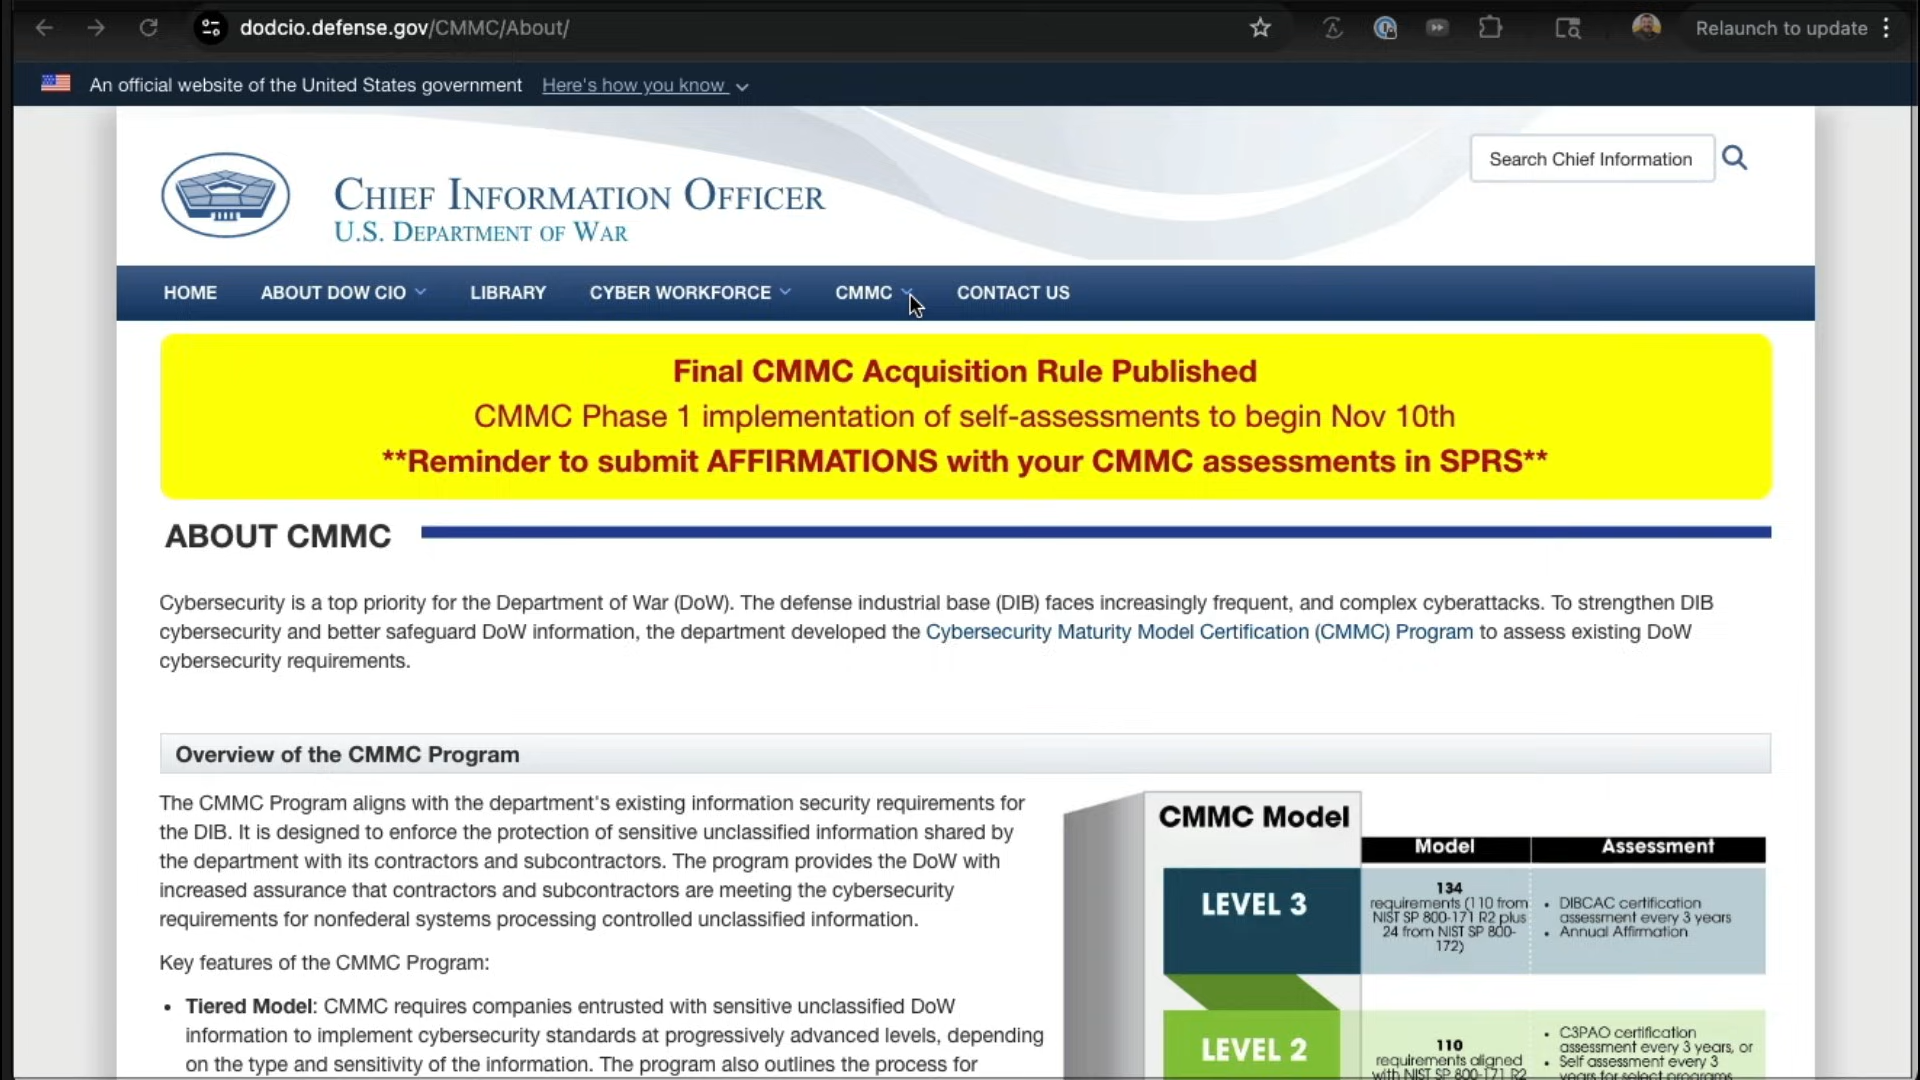 dodcio.defense.gov/CMMC/About/
Relaunch to update
An official website of the United States government Here's how you know
CHIEF INFORMATION OFFICER
U.S. DEPARTMENT OF WAR
Search Chief Information
HOME ABOUT DOW CIO LIBRARY CYBER WORKFORCE CMMC CONTACT US
Final CMMC Acquisition Rule Published
CMMC Phase 1 implementation of self-assessments to begin Nov 10th
**Reminder to submit AFFIRMATIONS with your CMMC assessments in SPRS**
ABOUT CMMC
Cybersecurity is a top priority for the Department of War (DoW). The defense industrial base (DIB) faces increasingly frequent, and complex cyberattacks. To strengthen DIB
cybersecurity and better safeguard DoW information, the department developed the Cybersecurity Maturity Model Certification (CMMC) Program to assess existing DoW
cybersecurity requirements.
Overview of the CMMC Program
The CMMC Program aligns with the department's existing information security requirements for
the DIB. It is designed to enforce the protection of sensitive unclassified information shared by
the department with its contractors and subcontractors. The program provides the DoW with
increased assurance that contractors and subcontractors are meeting the cybersecurity
requirements for nonfederal systems processing controlled unclassified information.
Key features of the CMMC Program:
• Tiered Model: CMMC requires companies entrusted with sensitive unclassified DoW
information to implement cybersecurity standards at progressively advanced levels, depending
on the type and sensitivity of the information. The program also outlines the process for
CMMC Model
Model Assessment
LEVEL 3
134
requirements (110 from
NIST SP 800-171 R2 plus
24 from NIST SP 800-
172)
• DIBCAC certification
assessment every 3 years
• Annual Affirmation
LEVEL 2
110
requirements aligned
with NIST SP 800-171 R2
• C3PAO certification
assessment every 3 years, or
• Self assessment every 3
years for select programs